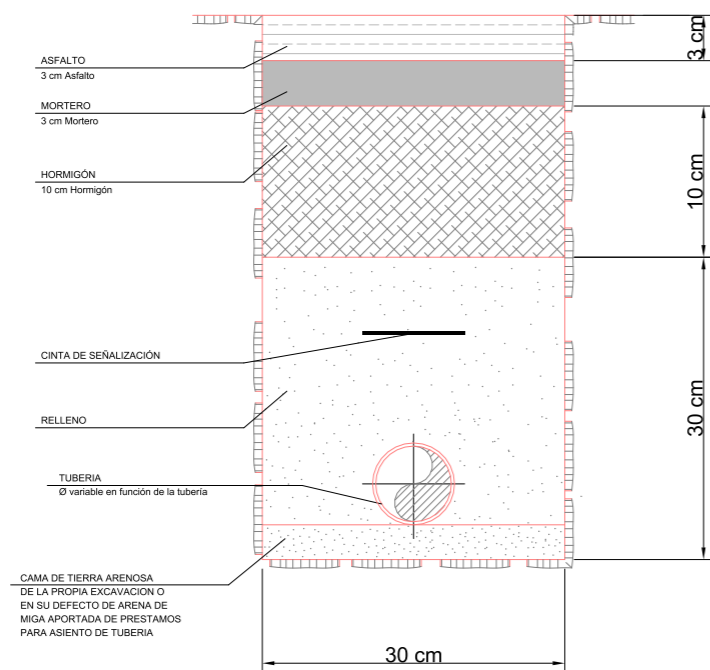 3 cm
ASFALTO
3 cm Asfalto
MORTERO
3 cm Mortero
HORMIGÓN
10 cm Hormigón
10 cm
CINTA DE SEÑALIZACIÓN
RELLENO
30 cm
TUBERIA
Ø variable en función de la tubería
CAMA DE TIERRA ARENOSA
DE LA PROPIA EXCAVACION O
EN SU DEFECTO DE ARENA DE
MIGA APORTADA DE PRESTAMOS
PARA ASIENTO DE TUBERIA
30 cm